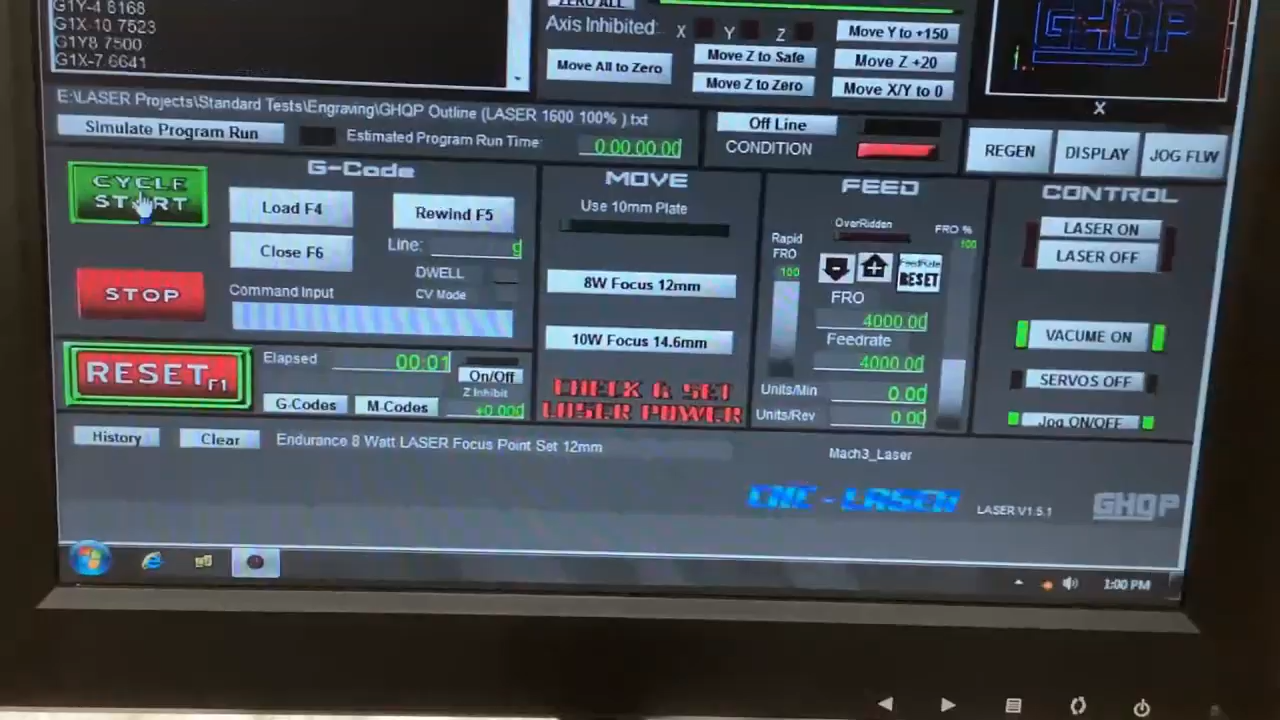 G1Y-4 8168
G1X-10 7523
G1Y8 7500
G1X-7.6641
ZERO ALL
Axis Inhibited: X Y Z
Move All to Zero
Move Z to Safe
Move Z to Zero
Move Y to +150
Move Z +20
Move X/Y to 0
GHOP
X
E:\LASER Projects\Standard Tests\Engraving\GHOP Outline (LASER 1600 100% ).txt
Simulate Program Run
Estimated Program Run Time:
0:00.00.00
Off Line
CONDITION
REGEN
DISPLAY
JOG FLW
CYCLE
START
G-Code
Load F4
Rewind F5
Close F6
Line:
DWELL
CV Mode
STOP
Command Input
RESET F1
Elapsed 00:01
On/Off
Z Inhibit
+0.000
G-Codes
M-Codes
MOVE
Use 10mm Plate
8W Focus 12mm
10W Focus 14.6mm
CHECK & SET
LASER POWER
FEED
OverRidden
FRO %
100
Rapid
FRO
100
FeedRate
RESET
FRO
4000.00
Feedrate
4000.00
Units/Min 0.00
Units/Rev 0.00
CONTROL
LASER ON
LASER OFF
VACUME ON
SERVOS OFF
Jog ON/OFF
History
Clear
Endurance 8 Watt LASER Focus Point Set 12mm
Mach3_Laser
CNC - LASER
LASER V1.5.1
GHOP
1:00 PM